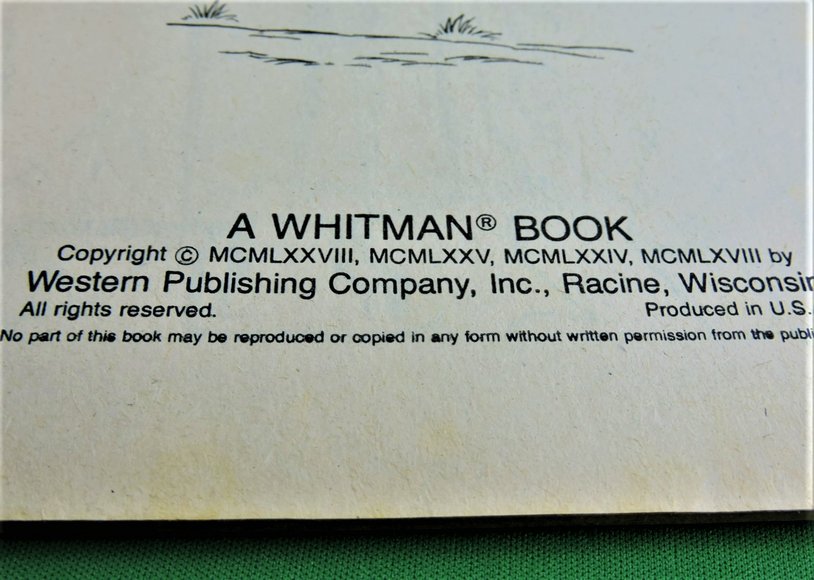 A WHITMAN® BOOK
Copyright © MCMLXXVIII, MCMLXXV, MCMLXXIV, MCMLXVIII by
Western Publishing Company, Inc., Racine, Wisconsin
All rights reserved. Produced in U.S.
No part of this book may be reproduced or copied in any form without written permission from the publi